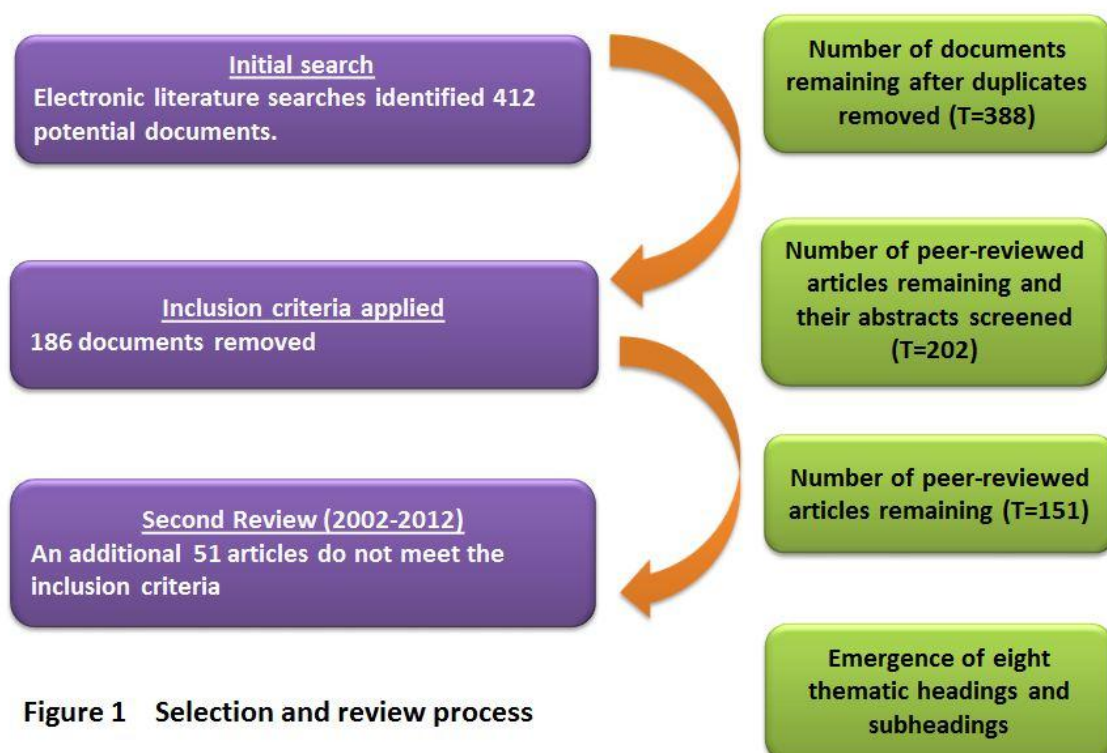 Initial search
Electronic literature searches identified 412
potential documents.
Number of documents
remaining after duplicates
removed (T=388)
Inclusion criteria applied
186 documents removed
Number of peer-reviewed
articles remaining and
their abstracts screened
(T=202)
Second Review (2002-2012)
An additional 51 articles do not meet the
inclusion criteria
Number of peer-reviewed
articles remaining (T=151)
Emergence of eight
thematic headings and
subheadings
Figure 1 Selection and review process